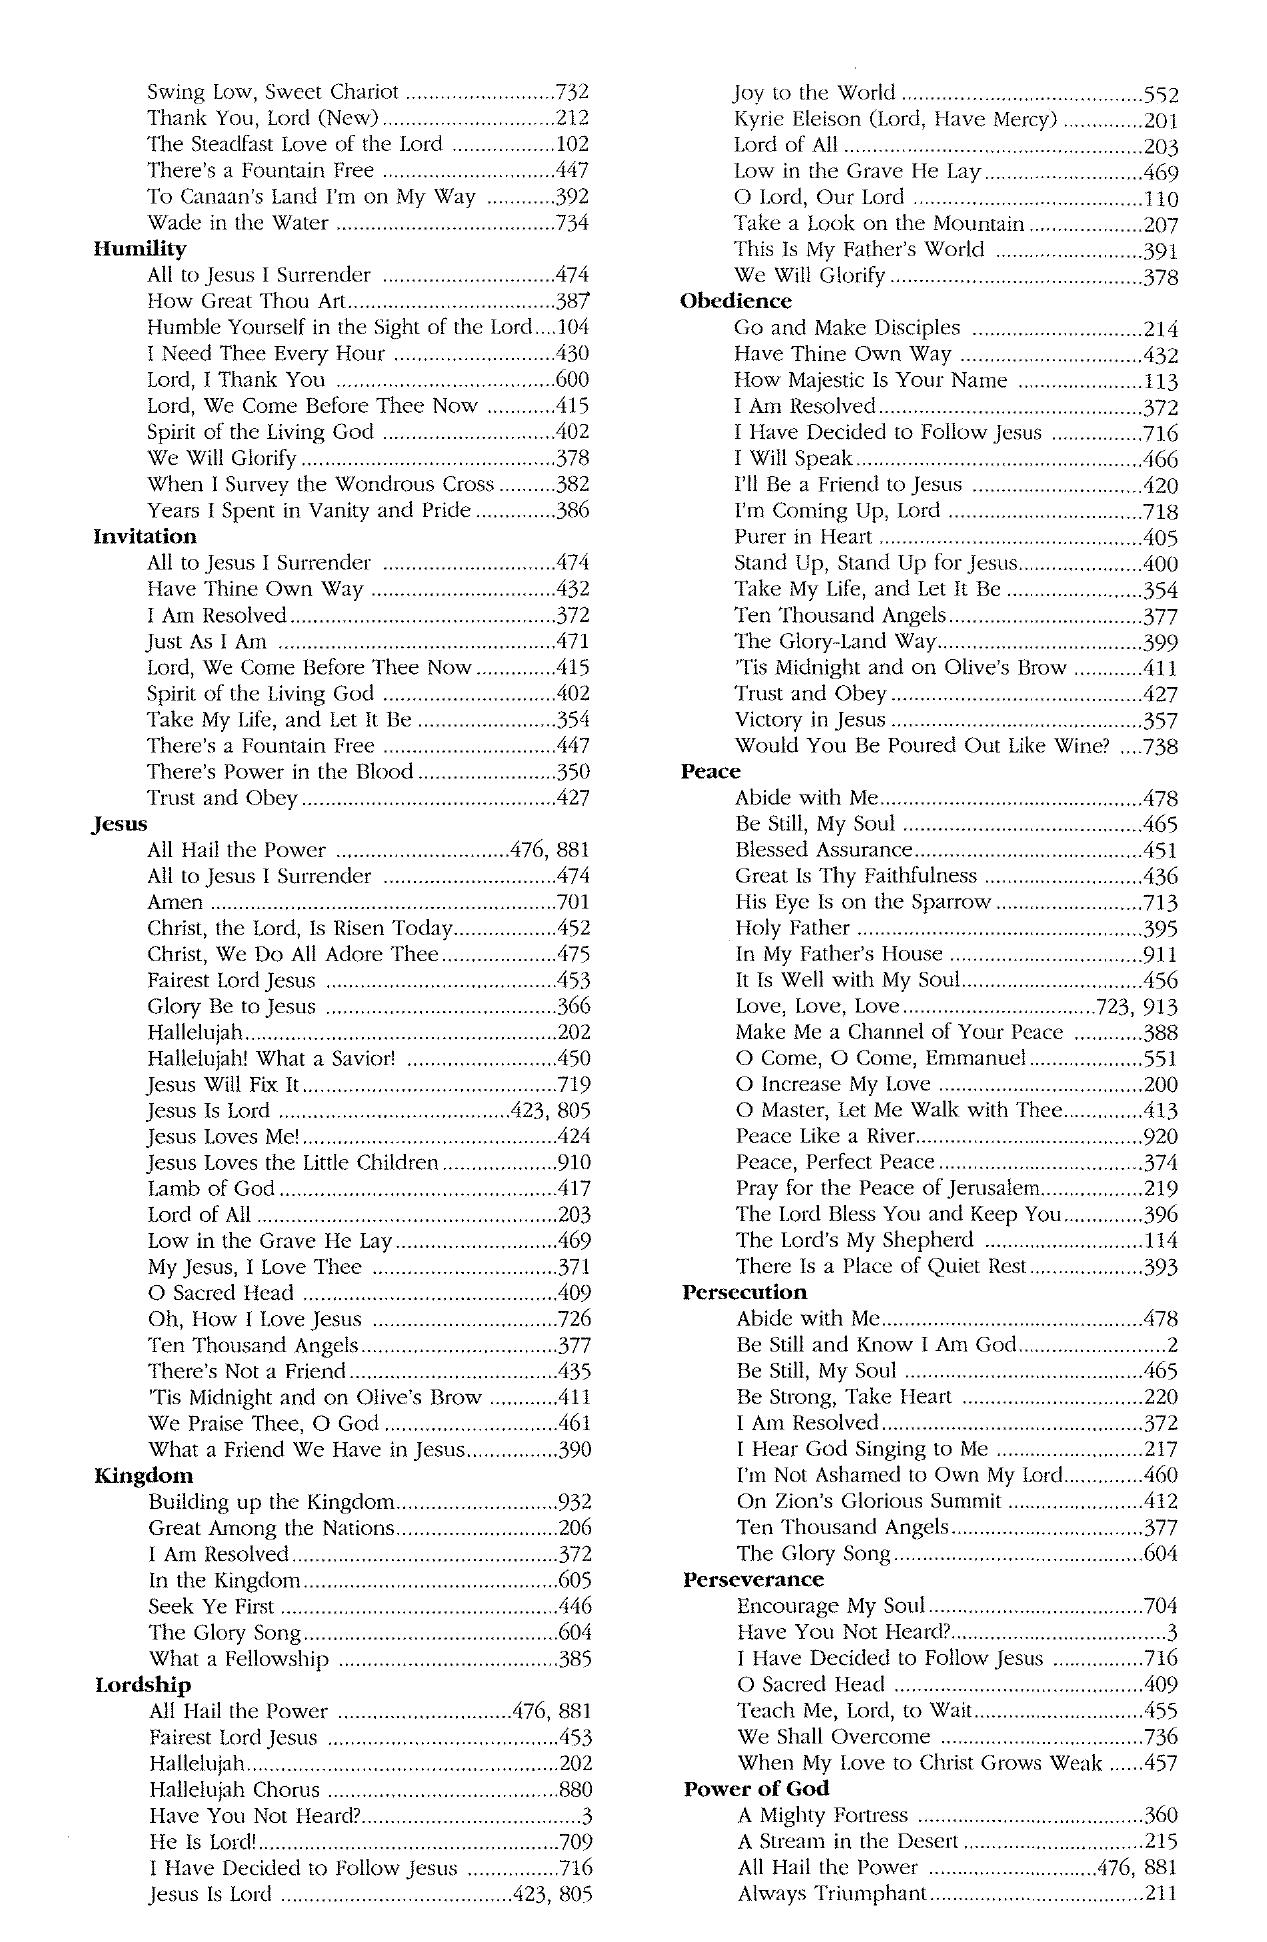 Swing Low, Sweet Chariot ..........................732
Thank You, Lord (New)..............................212
The Steadfast Love of the Lord ..................102
There's a Fountain Free ..............................447
To Canaan's Land I'm on My Way ............392
Wade in the Water ......................................734
Humility
All to Jesus I Surrender ..............................474
How Great Thou Art....................................387
Humble Yourself in the Sight of the Lord....104
I Need Thee Every Hour ............................430
Lord, I Thank You ......................................600
Lord, We Come Before Thee Now ............415
Spirit of the Living God ..............................402
We Will Glorify............................................378
When I Survey the Wondrous Cross..........382
Years I Spent in Vanity and Pride..............386
Invitation
All to Jesus I Surrender ..............................474
Have Thine Own Way ................................432
I Am Resolved..............................................372
Just As I Am ................................................471
Lord, We Come Before Thee Now..............415
Spirit of the Living God ..............................402
Take My Life, and Let It Be ........................354
There's a Fountain Free ..............................447
There's Power in the Blood........................350
Trust and Obey............................................427
Jesus
All Hail the Power ..............................476, 881
All to Jesus I Surrender ..............................474
Amen ............................................................701
Christ, the Lord, Is Risen Today..................452
Christ, We Do All Adore Thee....................475
Fairest Lord Jesus ........................................453
Glory Be to Jesus ........................................366
Hallelujah......................................................202
Hallelujah! What a Savior! ..........................450
Jesus Will Fix It............................................719
Jesus Is Lord ........................................423, 805
Jesus Loves Me!............................................424
Jesus Loves the Little Children....................910
Lamb of God................................................417
Lord of All ....................................................203
Low in the Grave He Lay............................469
My Jesus, I Love Thee ................................371
O Sacred Head ............................................409
Oh, How I Love Jesus ................................726
Ten Thousand Angels..................................377
There's Not a Friend....................................435
'Tis Midnight and on Olive's Brow ............411
We Praise Thee, O God ..............................461
What a Friend We Have in Jesus................390
Kingdom
Building up the Kingdom............................932
Great Among the Nations............................206
I Am Resolved..............................................372
In the Kingdom............................................605
Seek Ye First ................................................446
The Glory Song............................................604
What a Fellowship ......................................385
Lordship
All Hail the Power ..............................476, 881
Fairest Lord Jesus ........................................453
Hallelujah......................................................202
Hallelujah Chorus ........................................880
Have You Not Heard?......................................3
He Is Lord!....................................................709
I Have Decided to Follow Jesus ................716
Jesus Is Lord ........................................423, 805
Joy to the World ..........................................552
Kyrie Eleison (Lord, Have Mercy) ..............201
Lord of All ....................................................203
Low in the Grave He Lay............................469
O Lord, Our Lord ........................................110
Take a Look on the Mountain....................207
This Is My Father's World ..........................391
We Will Glorify............................................378
Obedience
Go and Make Disciples ..............................214
Have Thine Own Way ................................432
How Majestic Is Your Name ......................113
I Am Resolved..............................................372
I Have Decided to Follow Jesus ................716
I Will Speak..................................................466
I'll Be a Friend to Jesus ..............................420
I'm Coming Up, Lord ..................................718
Purer in Heart ..............................................405
Stand Up, Stand Up for Jesus......................400
Take My Life, and Let It Be ........................354
Ten Thousand Angels..................................377
The Glory-Land Way....................................399
'Tis Midnight and on Olive's Brow ............411
Trust and Obey............................................427
Victory in Jesus ............................................357
Would You Be Poured Out Like Wine? ....738
Peace
Abide with Me..............................................478
Be Still, My Soul ..........................................465
Blessed Assurance........................................451
Great Is Thy Faithfulness ............................436
His Eye Is on the Sparrow..........................713
Holy Father ..................................................395
In My Father's House ..................................911
It Is Well with My Soul................................456
Love, Love, Love..................................723, 913
Make Me a Channel of Your Peace ............388
O Come, O Come, Emmanuel....................551
O Increase My Love ....................................200
O Master, Let Me Walk with Thee..............413
Peace Like a River........................................920
Peace, Perfect Peace....................................374
Pray for the Peace of Jerusalem..................219
The Lord Bless You and Keep You..............396
The Lord's My Shepherd ............................114
There Is a Place of Quiet Rest....................393
Persecution
Abide with Me..............................................478
Be Still and Know I Am God..........................2
Be Still, My Soul ..........................................465
Be Strong, Take Heart ................................220
I Am Resolved..............................................372
I Hear God Singing to Me ..........................217
I'm Not Ashamed to Own My Lord..............460
On Zion's Glorious Summit ........................412
Ten Thousand Angels..................................377
The Glory Song............................................604
Perseverance
Encourage My Soul......................................704
Have You Not Heard?......................................3
I Have Decided to Follow Jesus ................716
O Sacred Head ............................................409
Teach Me, Lord, to Wait..............................455
We Shall Overcome ....................................736
When My Love to Christ Grows Weak ......457
Power of God
A Mighty Fortress ........................................360
A Stream in the Desert................................215
All Hail the Power ..............................476, 881
Always Triumphant......................................211